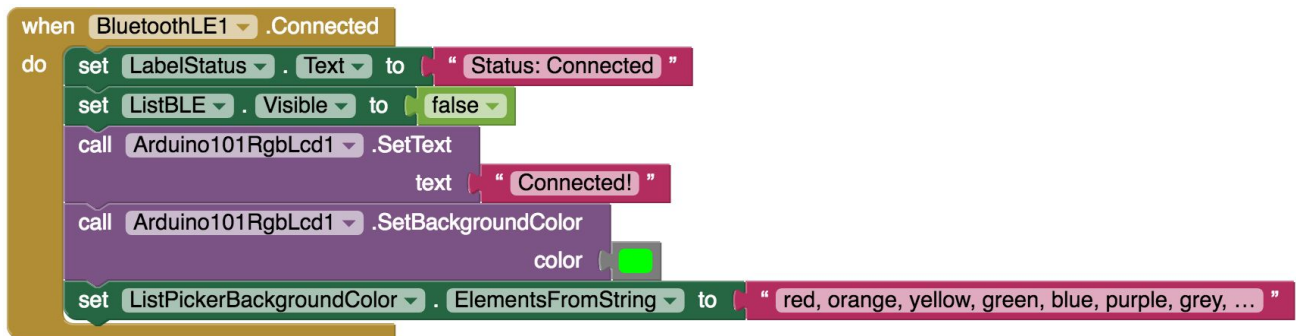 when BluetoothLE1 .Connected
do set LabelStatus . Text to " Status: Connected "
set ListBLE . Visible to false
call Arduino101RgbLcd1 .SetText
text " Connected! "
call Arduino101RgbLcd1 .SetBackgroundColor
color
set ListPickerBackgroundColor . ElementsFromString to " red, orange, yellow, green, blue, purple, grey, … "